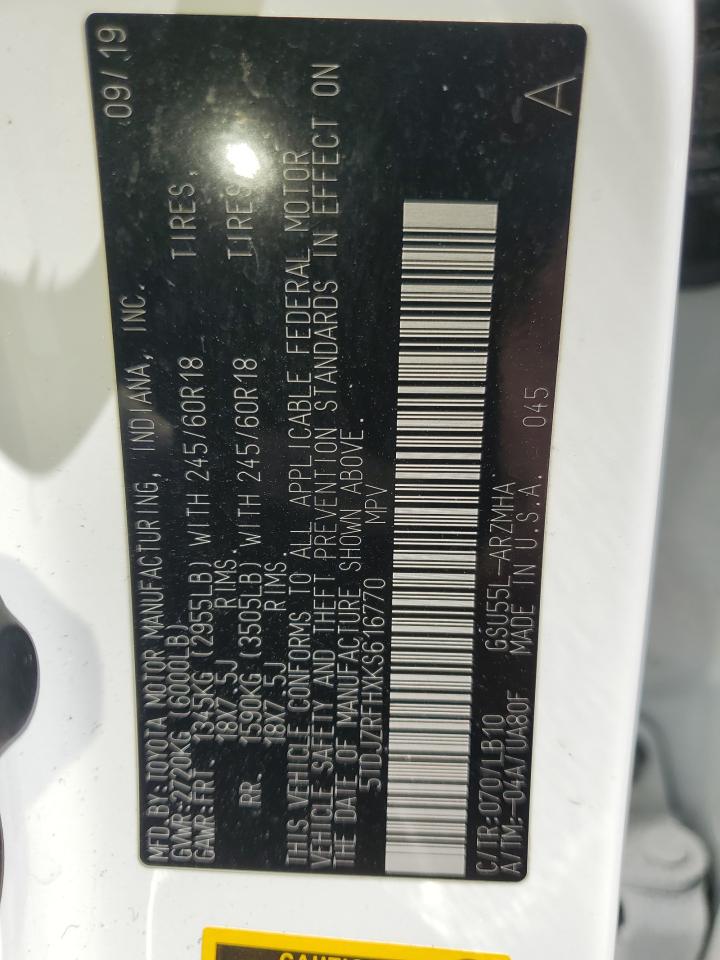 MFD.BY:TOYOTA MOTOR MANUFACTURING, INDIANA, INC. 09/19
GVWR:2720KG (6000LB)
GAWR:FRT. 1345KG (2955LB) WITH 245/60R18 TIRES,
18X7.5J RIMS.
RR. 1590KG (3505LB) WITH 245/60R18 TIRES,
18X7.5J RIMS.
THIS VEHICLE CONFORMS TO ALL APPLICABLE FEDERAL MOTOR
VEHICLE SAFETY AND THEFT PREVENTION STANDARDS IN EFFECT ON
THE DATE OF MANUFACTURE SHOWN ABOVE.
5TDJZRFHXKS616770 MPV
C/TR:070/LB10 GSU55L-ARZMHA
A/TM:-04A/UA80F MADE IN U.S.A. 045
A
CAUTION